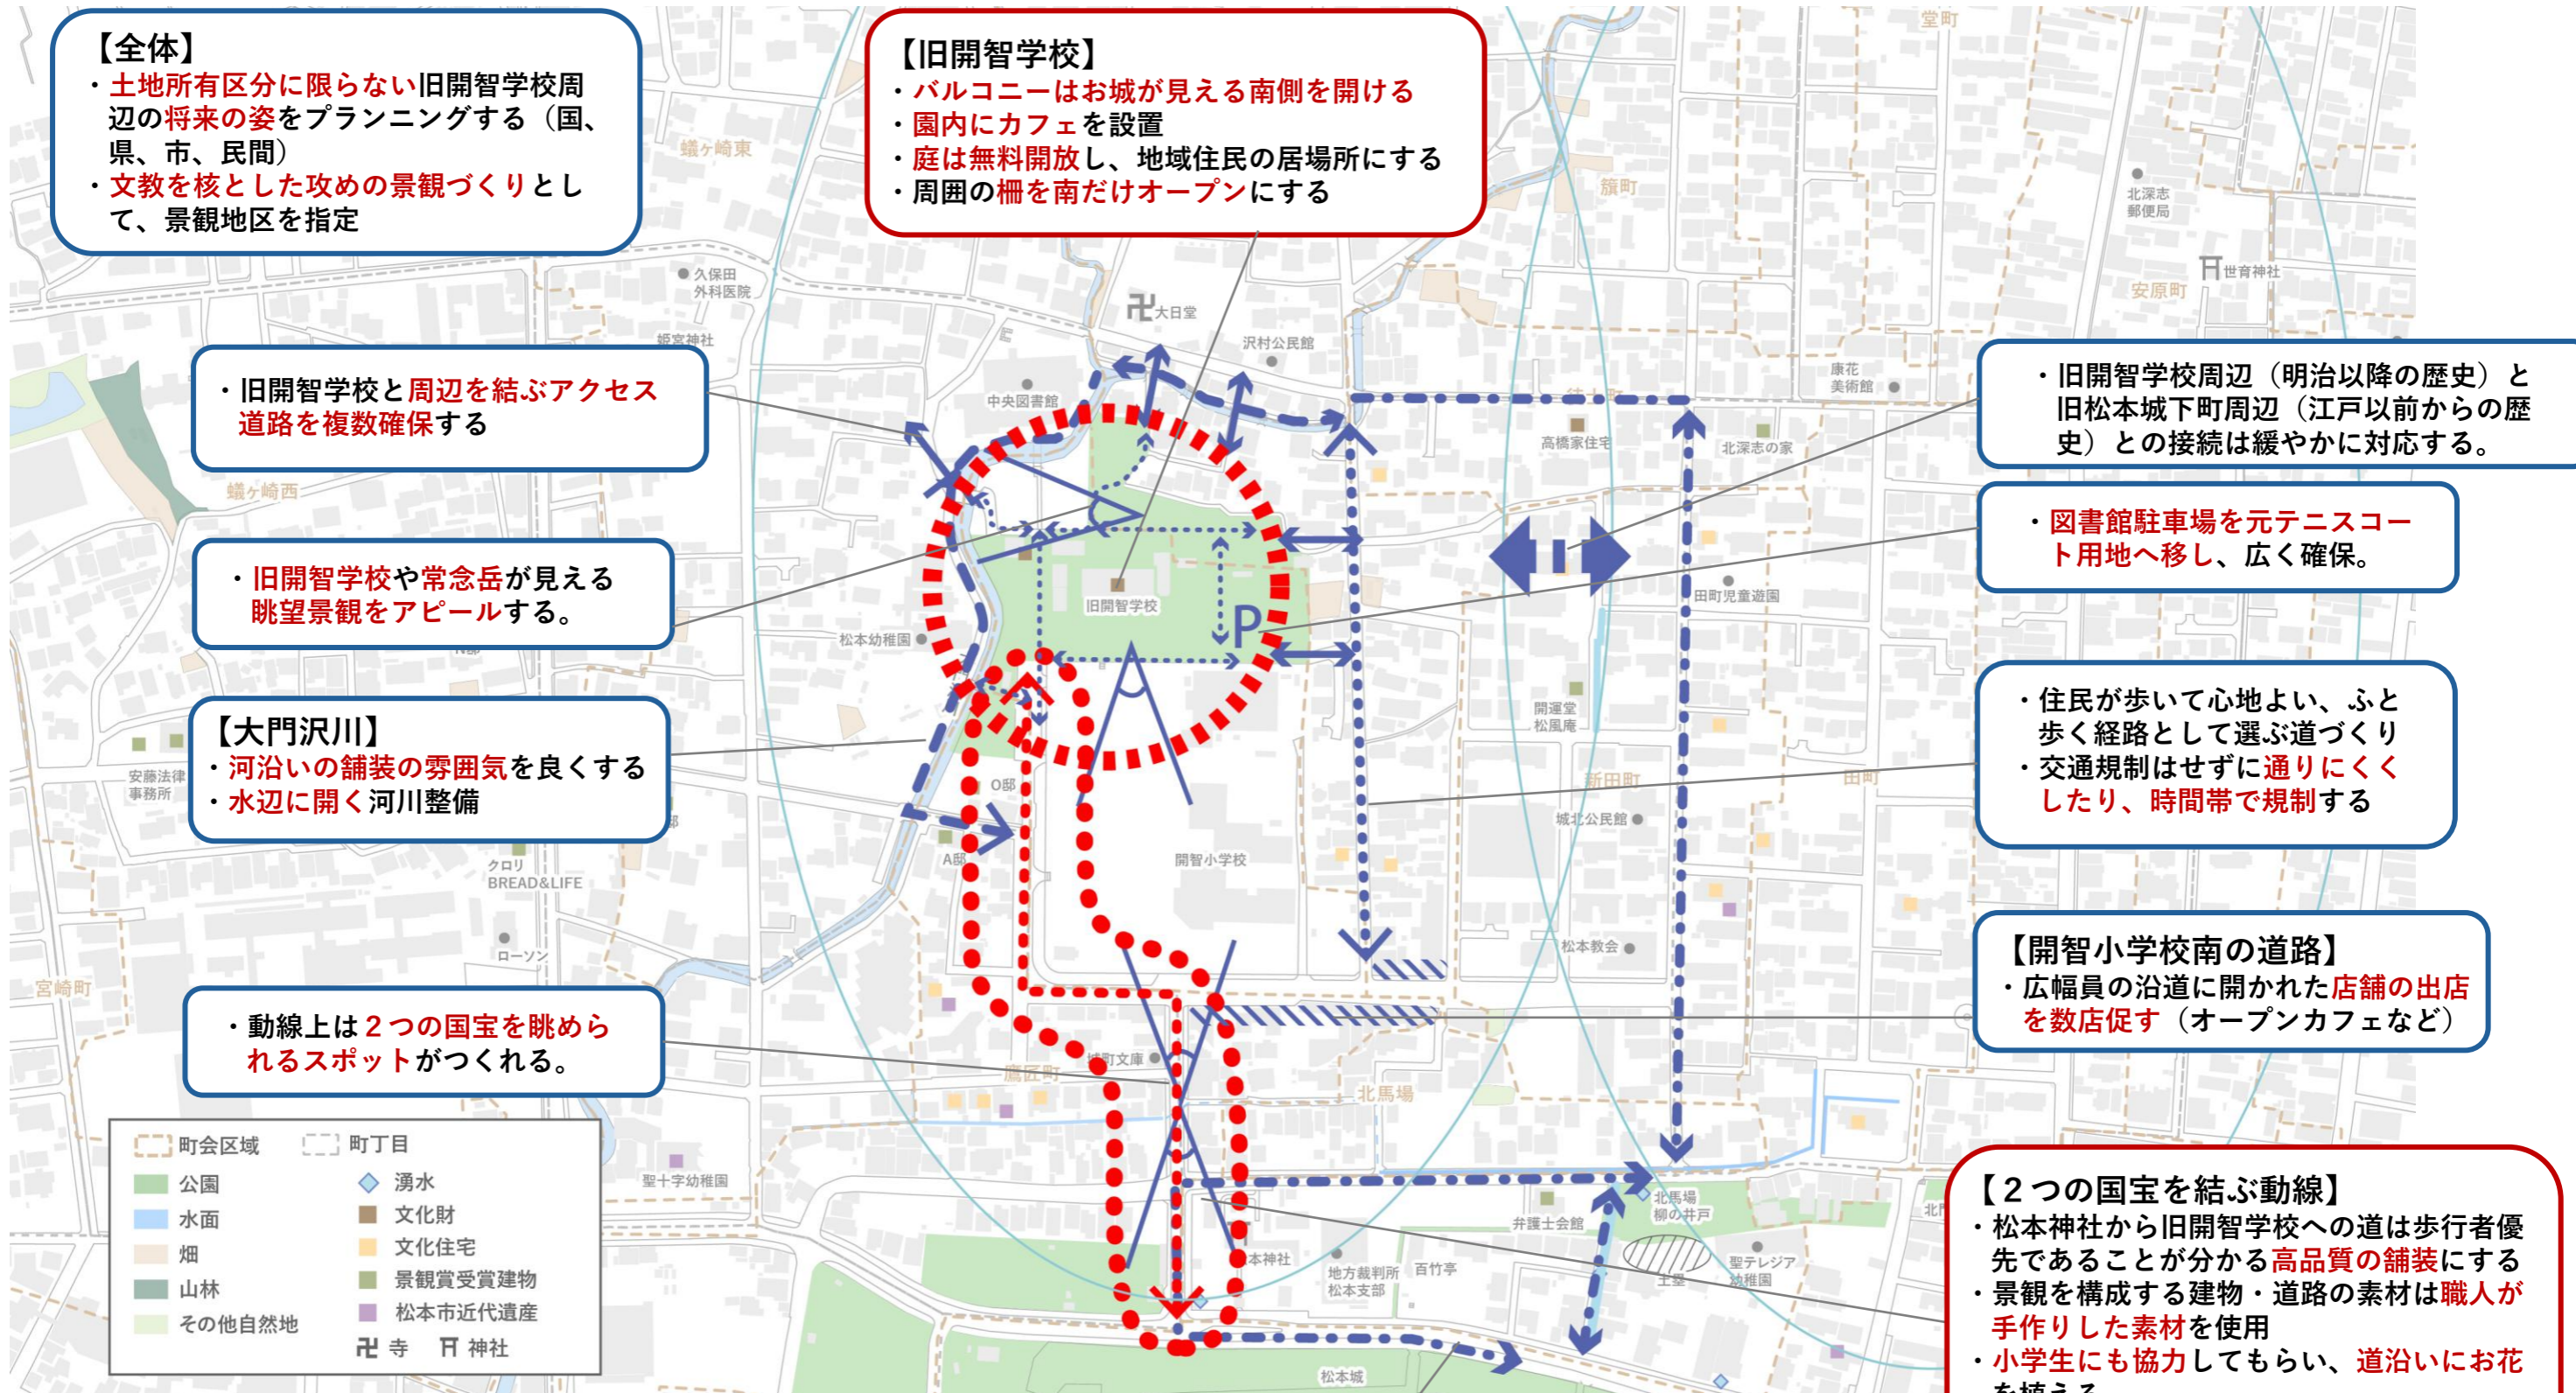 【全体】
・土地所有区分に限らない旧開智学校周
辺の将来の姿をプランニングする（国、
県、市、民間）
・文教を核とした攻めの景観づくりとし
て、景観地区を指定
【旧開智学校】
・バルコニーはお城が見える南側を開ける
・園内にカフェを設置
・庭は無料開放し、地域住民の居場所にする
・周囲の柵を南だけオープンにする
堂町
蟻ヶ崎東
籏町
北深志
郵便局
世育神社
安原町
久保田
外科医院
大日堂
姫宮神社
沢村公民館
・旧開智学校と周辺を結ぶアクセス
道路を複数確保する
中央図書館
康花
美術館
・旧開智学校周辺（明治以降の歴史）と
旧松本城下町周辺（江戸以前からの歴
史）との接続は緩やかに対応する。
高橋家住宅
北深志の家
蟻ヶ崎西
・図書館駐車場を元テニスコー
ト用地へ移し、広く確保。
・旧開智学校や常念岳が見える
眺望景観をアピールする。
旧開智学校
P
田町児童遊園
松本幼稚園
・住民が歩いて心地よい、ふと
歩く経路として選ぶ道づくり
・交通規制はせずに通りにくく
したり、時間帯で規制する
開運堂
松風庵
【大門沢川】
・河沿いの舗装の雰囲気を良くする
・水辺に開く河川整備
安藤法律
事務所
O邸
新田町
田町
城北公民館
A邸
開智小学校
クロリ
BREAD&LIFE
ローソン
松本教会
【開智小学校南の道路】
・広幅員の沿道に開かれた店舗の出店
を数店促す（オープンカフェなど）
宮崎町
・動線上は２つの国宝を眺めら
れるスポットがつくれる。
城町文庫
鷹匠町
北馬場
町会区域
町丁目
公園
湧水
水面
文化財
畑
文化住宅
山林
景観賞受賞建物
その他自然地
松本市近代遺産
寺
神社
聖十字幼稚園
弁護士会館
北馬場
柳の井戸
本神社
地方裁判所
松本支部
百竹亭
土塁
聖テレジア
幼稚園
松本城
【２つの国宝を結ぶ動線】
・松本神社から旧開智学校への道は歩行者優
先であることが分かる高品質の舗装にする
・景観を構成する建物・道路の素材は職人が
手作りした素材を使用
・小学生にも協力してもらい、道沿いにお花
を植える